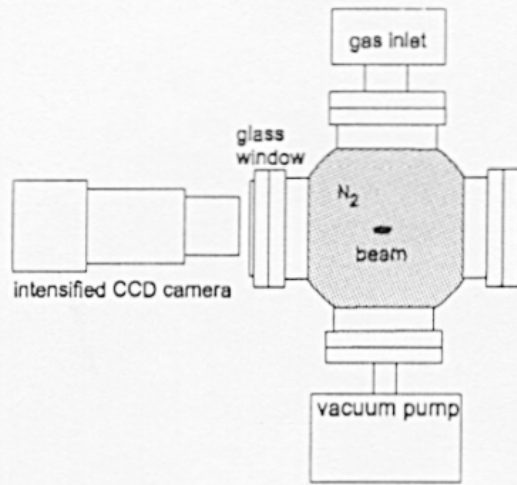 gas inlet
glass
window
N2
beam
intensified CCD camera
vacuum pump